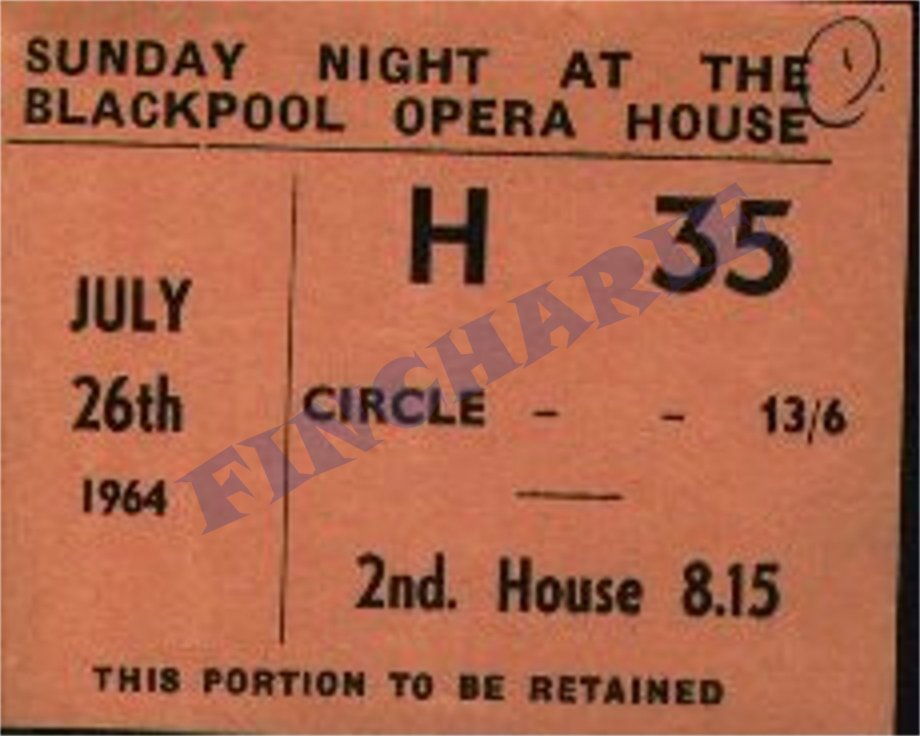 SUNDAY NIGHT AT THE
BLACKPOOL OPERA HOUSE
H 35
JULY
26th
1964
CIRCLE - - 13/6
2nd. House 8.15
THIS PORTION TO BE RETAINED
FINCHARUE